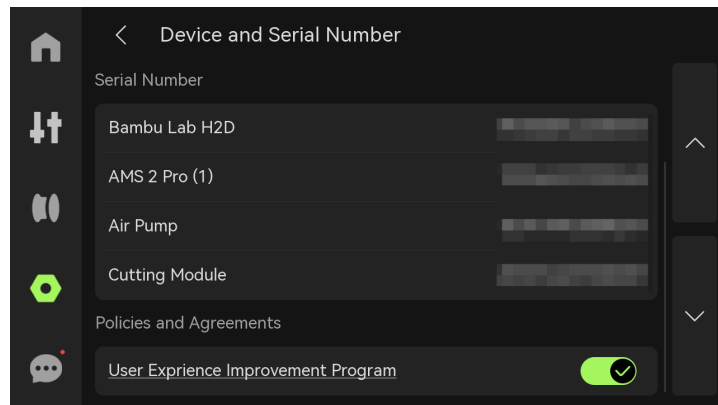 Device and Serial Number
Serial Number
Bambu Lab H2D
AMS 2 Pro (1)
Air Pump
Cutting Module
Policies and Agreements
User Exprience Improvement Program